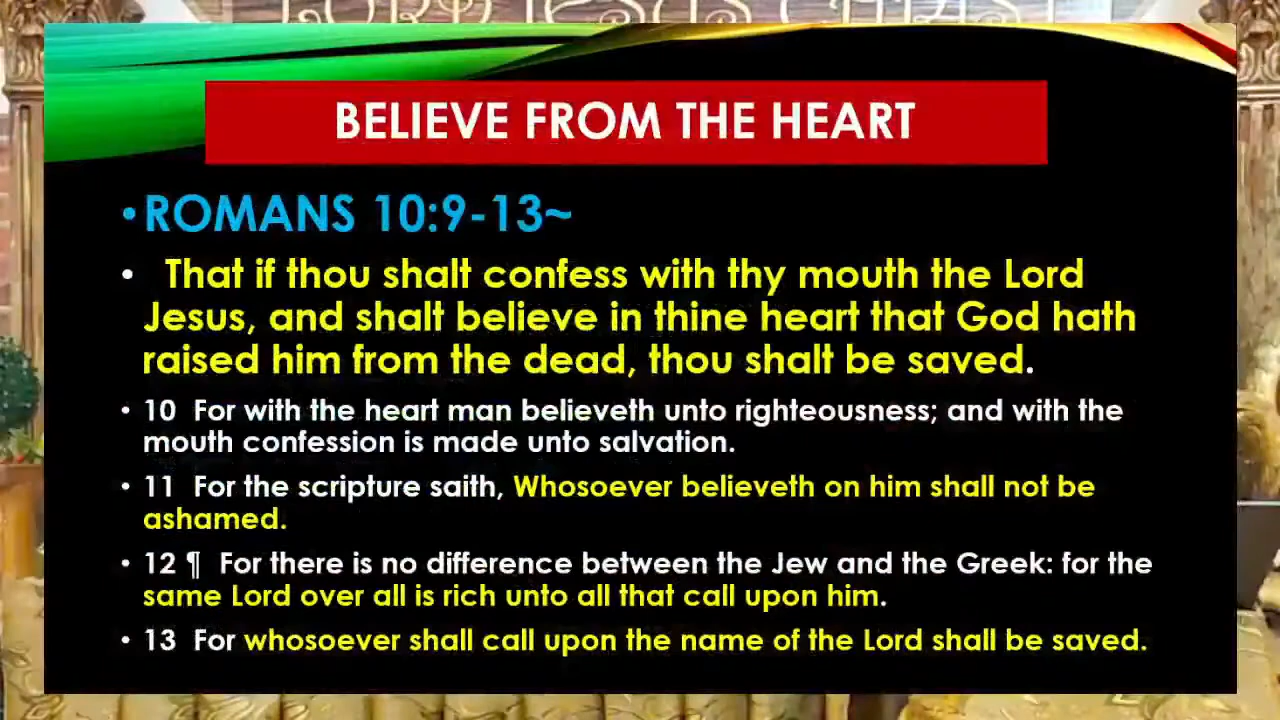 LORD JESUS CHRIST
BELIEVE FROM THE HEART
•ROMANS 10:9-13~
• That if thou shalt confess with thy mouth the Lord
Jesus, and shalt believe in thine heart that God hath
raised him from the dead, thou shalt be saved.
• 10 For with the heart man believeth unto righteousness; and with the
mouth confession is made unto salvation.
• 11 For the scripture saith, Whosoever believeth on him shall not be
ashamed.
• 12 ¶ For there is no difference between the Jew and the Greek: for the
same Lord over all is rich unto all that call upon him.
• 13 For whosoever shall call upon the name of the Lord shall be saved.